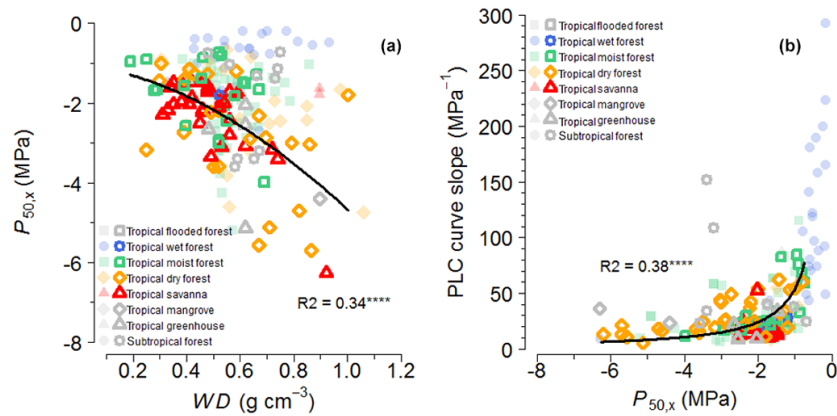 (a)
0
-2
-4
-6
-8
P50,x (MPa)
Tropical flooded forest
Tropical wet forest
Tropical moist forest
Tropical dry forest
Tropical savanna
Tropical mangrove
Tropical greenhouse
Subtropical forest
R2 = 0.34****
0.2 0.4 0.6 0.8 1.0 1.2
WD (g cm⁻³)
(b)
300
250
200
150
100
50
0
PLC curve slope (MPa⁻¹)
Tropical flooded forest
Tropical wet forest
Tropical moist forest
Tropical dry forest
Tropical savanna
Tropical mangrove
Tropical greenhouse
Subtropical forest
R2 = 0.38****
-8 -6 -4 -2 0
P50,x (MPa)